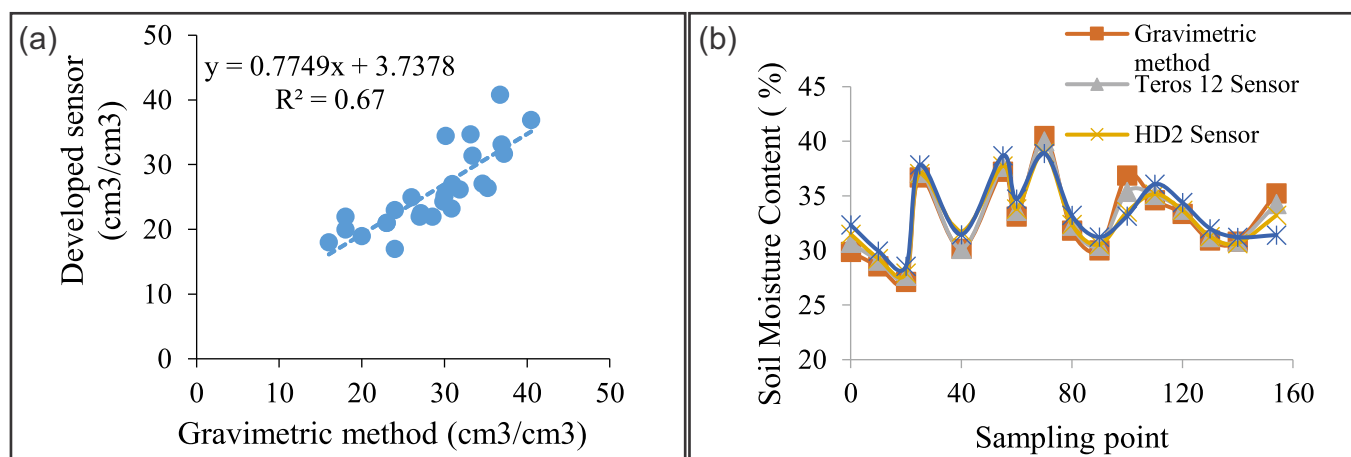 (a)
50
y = 0.7749x + 3.7378
R² = 0.67
40
30
20
10
0
Developed sensor
(cm3/cm3)
0 10 20 30 40 50
Gravimetric method (cm3/cm3)
(b)
Gravimetric
method
Teros 12 Sensor
HD2 Sensor
45
40
35
30
25
20
Soil Moisture Content ( %)
0 40 80 120 160
Sampling point